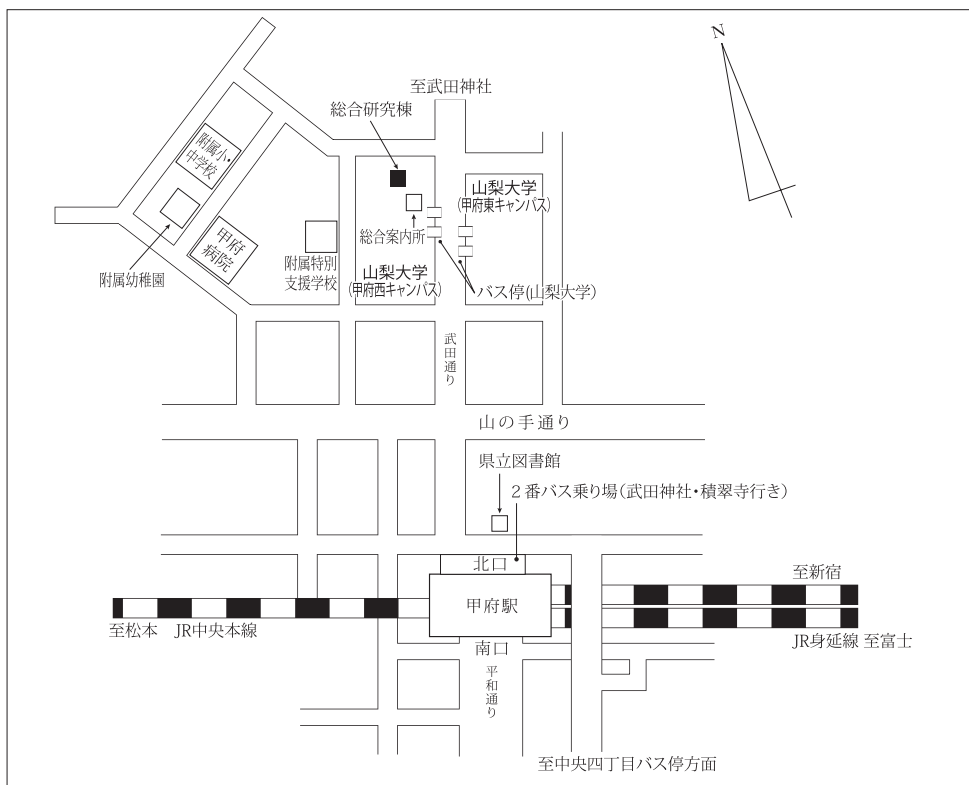 N
至武田神社
総合研究棟
附属小・
中学校
山梨大学
(甲府東キャンパス)
総合案内所
甲府
病院
附属特別
支援学校
附属幼稚園
山梨大学
(甲府西キャンパス)
バス停(山梨大学)
武田通り
山の手通り
県立図書館
2番バス乗り場(武田神社・積翠寺行き)
北口
至新宿
甲府駅
至松本
JR中央本線
南口
JR身延線 至富士
平和通り
至中央四丁目バス停方面